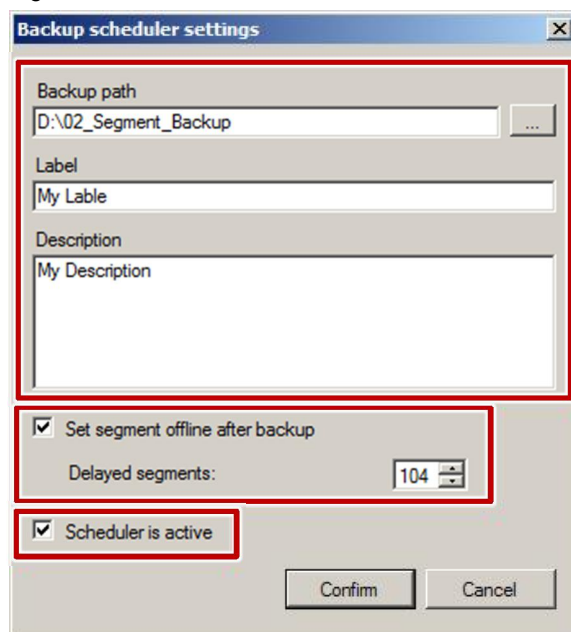 Backup scheduler settings
Backup path
D:\02_Segment_Backup
...
Label
My Lable
Description
My Description
Set segment offline after backup
Delayed segments: 104
Scheduler is active
Confirm Cancel